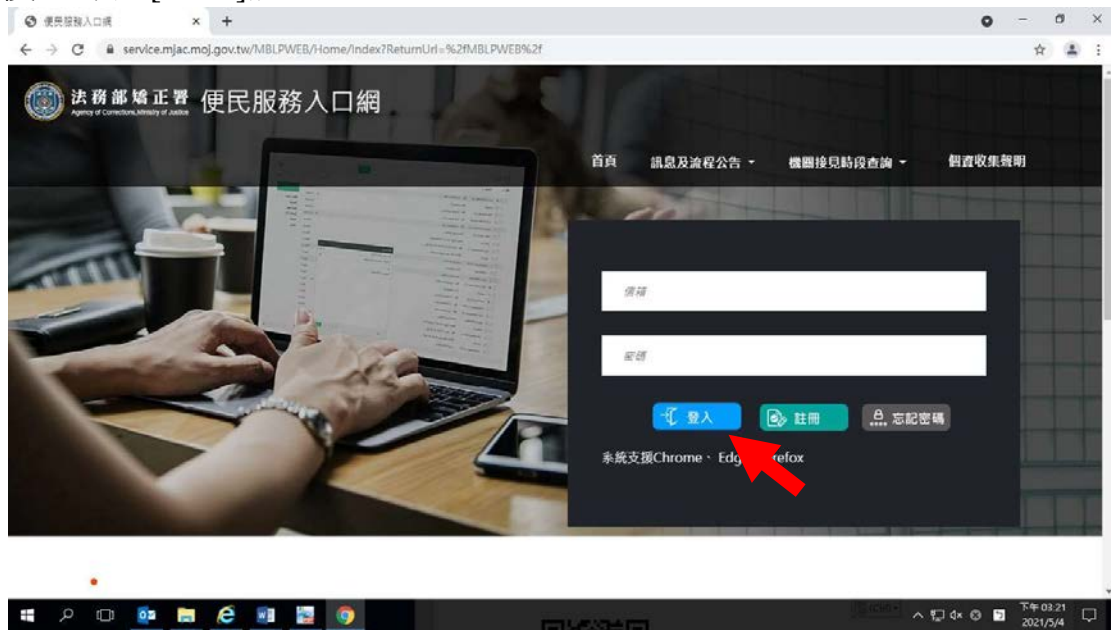 便民服務入口網
service.mjac.moj.gov.tw/MBLPWEB/Home/Index?ReturnUrl=%2fMBLPWEB%2f
法務部矯正署 便民服務入口網
Agency of Corrections, Ministry of Justice
首頁 訊息及流程公告 機關接見時段查詢 個資收集聲明
信箱
密碼
登入 註冊 忘記密碼
系統支援Chrome、
下午 03:21
2021/5/4